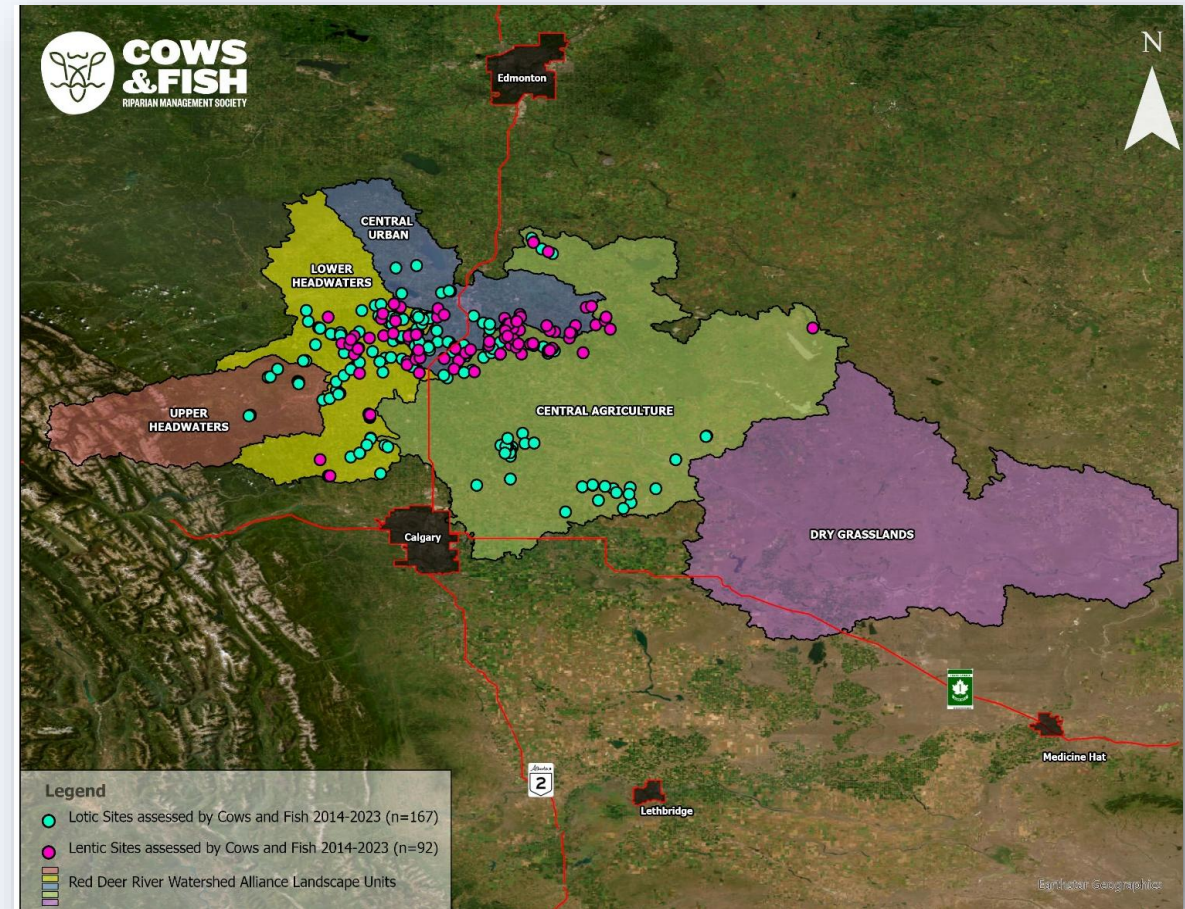 COWS
&FISH
RIPARIAN MANAGEMENT SOCIETY
N
Edmonton
CENTRAL
URBAN
LOWER
HEADWATERS
UPPER
HEADWATERS
CENTRAL AGRICULTURE
DRY GRASSLANDS
Calgary
1
Medicine Hat
Alberta
2
Lethbridge
Legend
Lotic Sites assessed by Cows and Fish 2014-2023 (n=167)
Lentic Sites assessed by Cows and Fish 2014-2023 (n=92)
Red Deer River Watershed Alliance Landscape Units
Earthstar Geographics